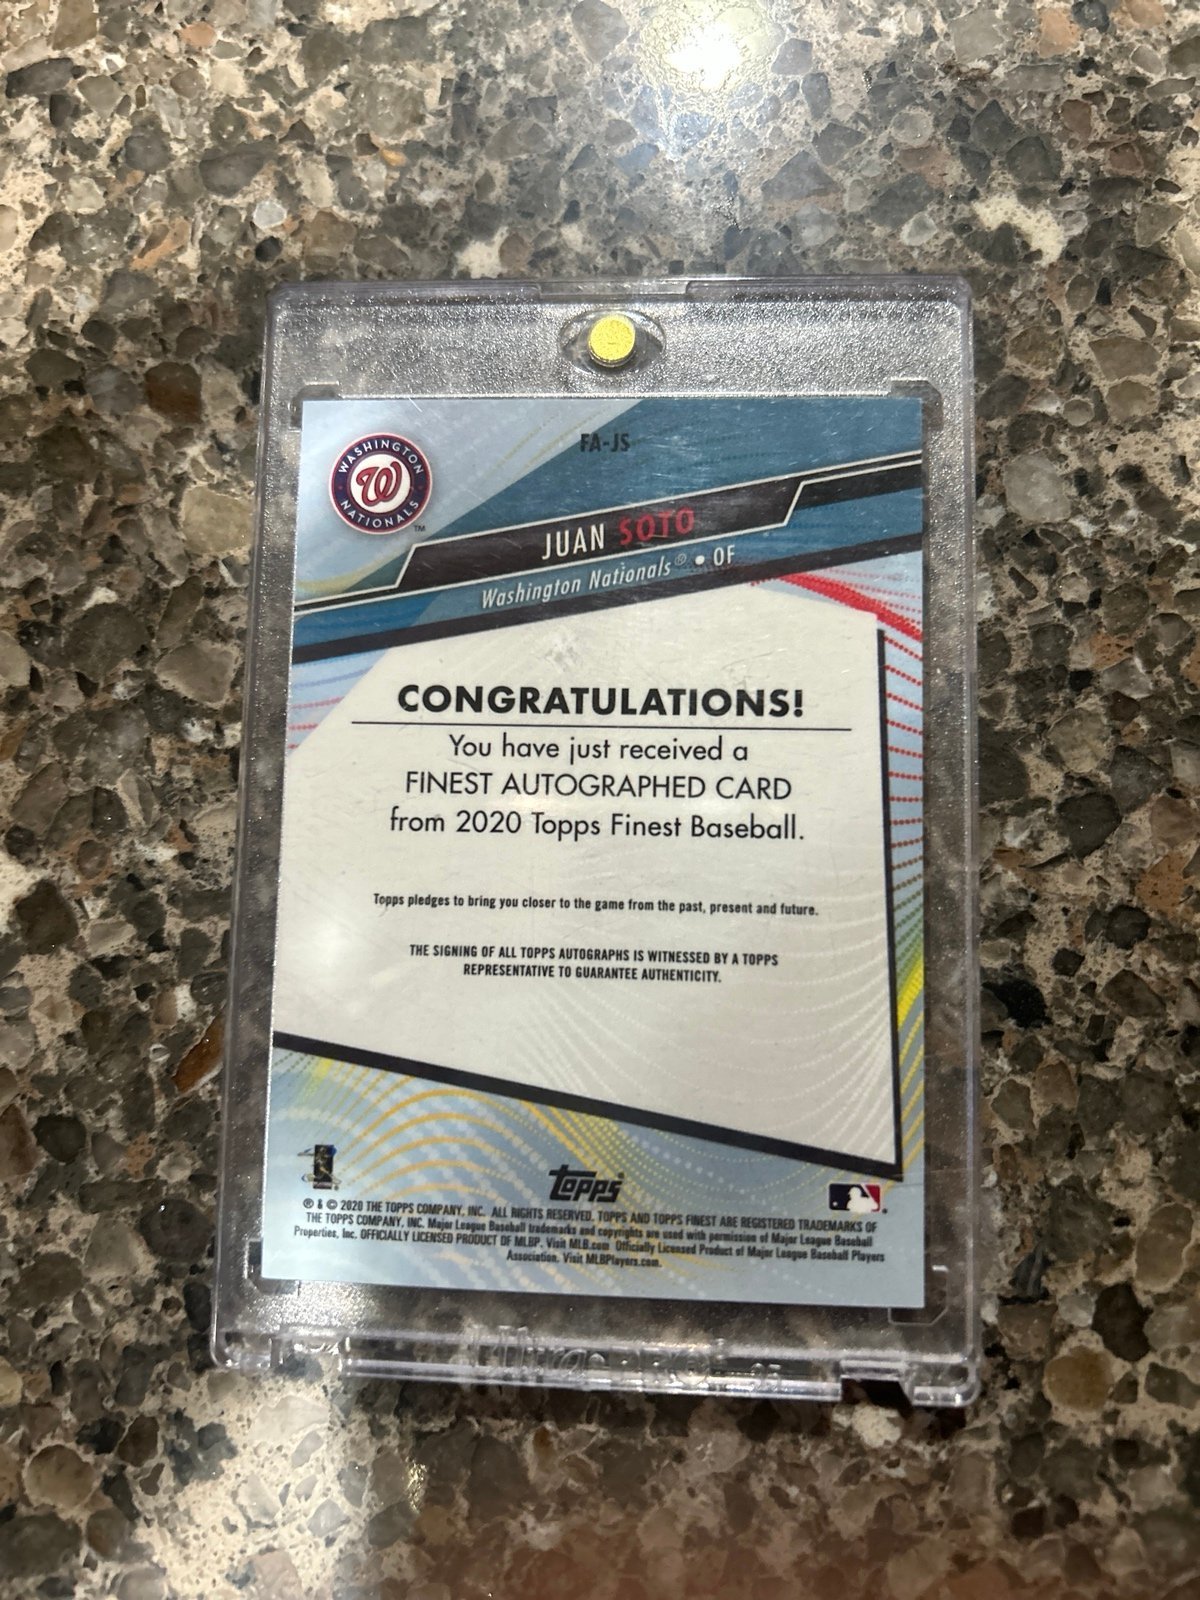 FA-JS
WASHINGTON
W
NATIONALS
TM
JUAN SOTO
Washington Nationals® • OF
CONGRATULATIONS!
You have just received a
FINEST AUTOGRAPHED CARD
from 2020 Topps Finest Baseball.
Topps pledges to bring you closer to the game from the past, present and future.
THE SIGNING OF ALL TOPPS AUTOGRAPHS IS WITNESSED BY A TOPPS
REPRESENTATIVE TO GUARANTEE AUTHENTICITY.
topps®
® & © 2020 THE TOPPS COMPANY, INC. ALL RIGHTS RESERVED. TOPPS AND TOPPS FINEST ARE REGISTERED TRADEMARKS OF
THE TOPPS COMPANY, INC. Major League Baseball trademarks and copyrights are used with permission of Major League Baseball
Properties, Inc. OFFICIALLY LICENSED PRODUCT OF MLBP. Visit MLB.com Officially Licensed Product of Major League Baseball Players
Association. Visit MLBPlayers.com.